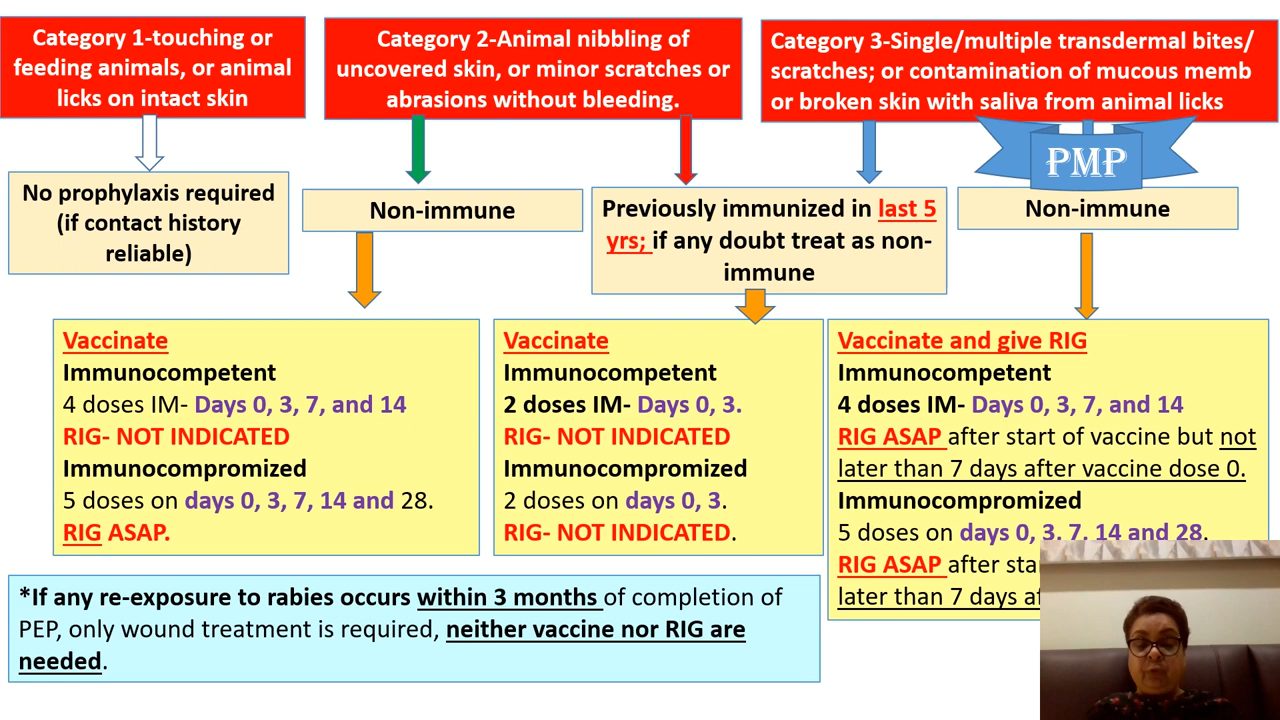 Category 1-touching or
feeding animals, or animal
licks on intact skin
Category 2-Animal nibbling of
uncovered skin, or minor scratches or
abrasions without bleeding.
Category 3-Single/multiple transdermal bites/
scratches; or contamination of mucous memb
or broken skin with saliva from animal licks
PMP
No prophylaxis required
(if contact history
reliable)
Non-immune
Previously immunized in last 5
yrs; if any doubt treat as non-
immune
Non-immune
Vaccinate
Immunocompetent
4 doses IM- Days 0, 3, 7, and 14
RIG- NOT INDICATED
Immunocompromized
5 doses on days 0, 3, 7, 14 and 28.
RIG ASAP.
Vaccinate
Immunocompetent
2 doses IM- Days 0, 3.
RIG- NOT INDICATED
Immunocompromized
2 doses on days 0, 3.
RIG- NOT INDICATED.
Vaccinate and give RIG
Immunocompetent
4 doses IM- Days 0, 3, 7, and 14
RIG ASAP after start of vaccine but not
later than 7 days after vaccine dose 0.
Immunocompromized
5 doses on days 0, 3, 7, 14 and 28.
RIG ASAP after
later than 7 days
*If any re-exposure to rabies occurs within 3 months of completion of
PEP, only wound treatment is required, neither vaccine nor RIG are
needed.